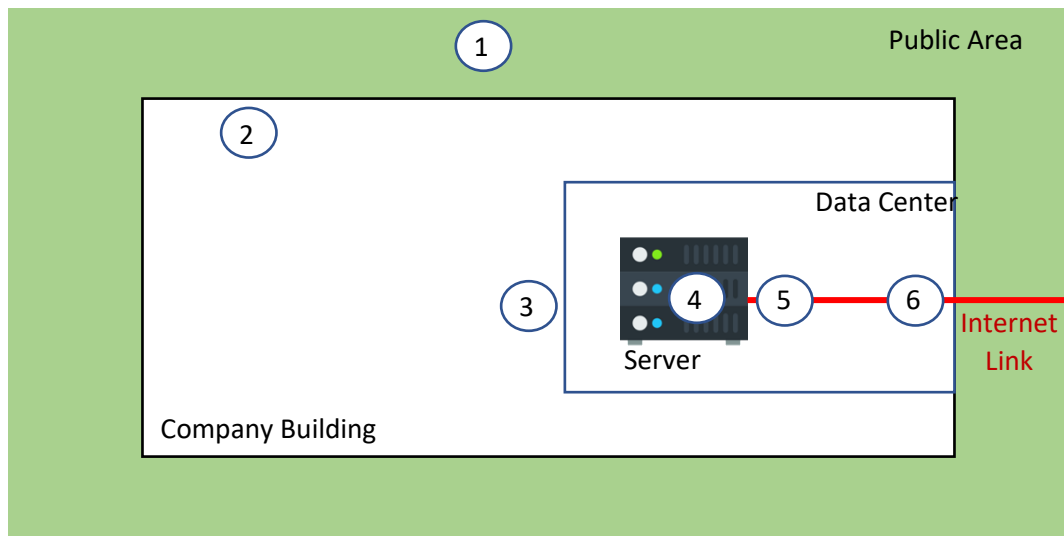 1
Public Area
2
Data Center
3
4
5
6
Internet
Link
Server
Company Building